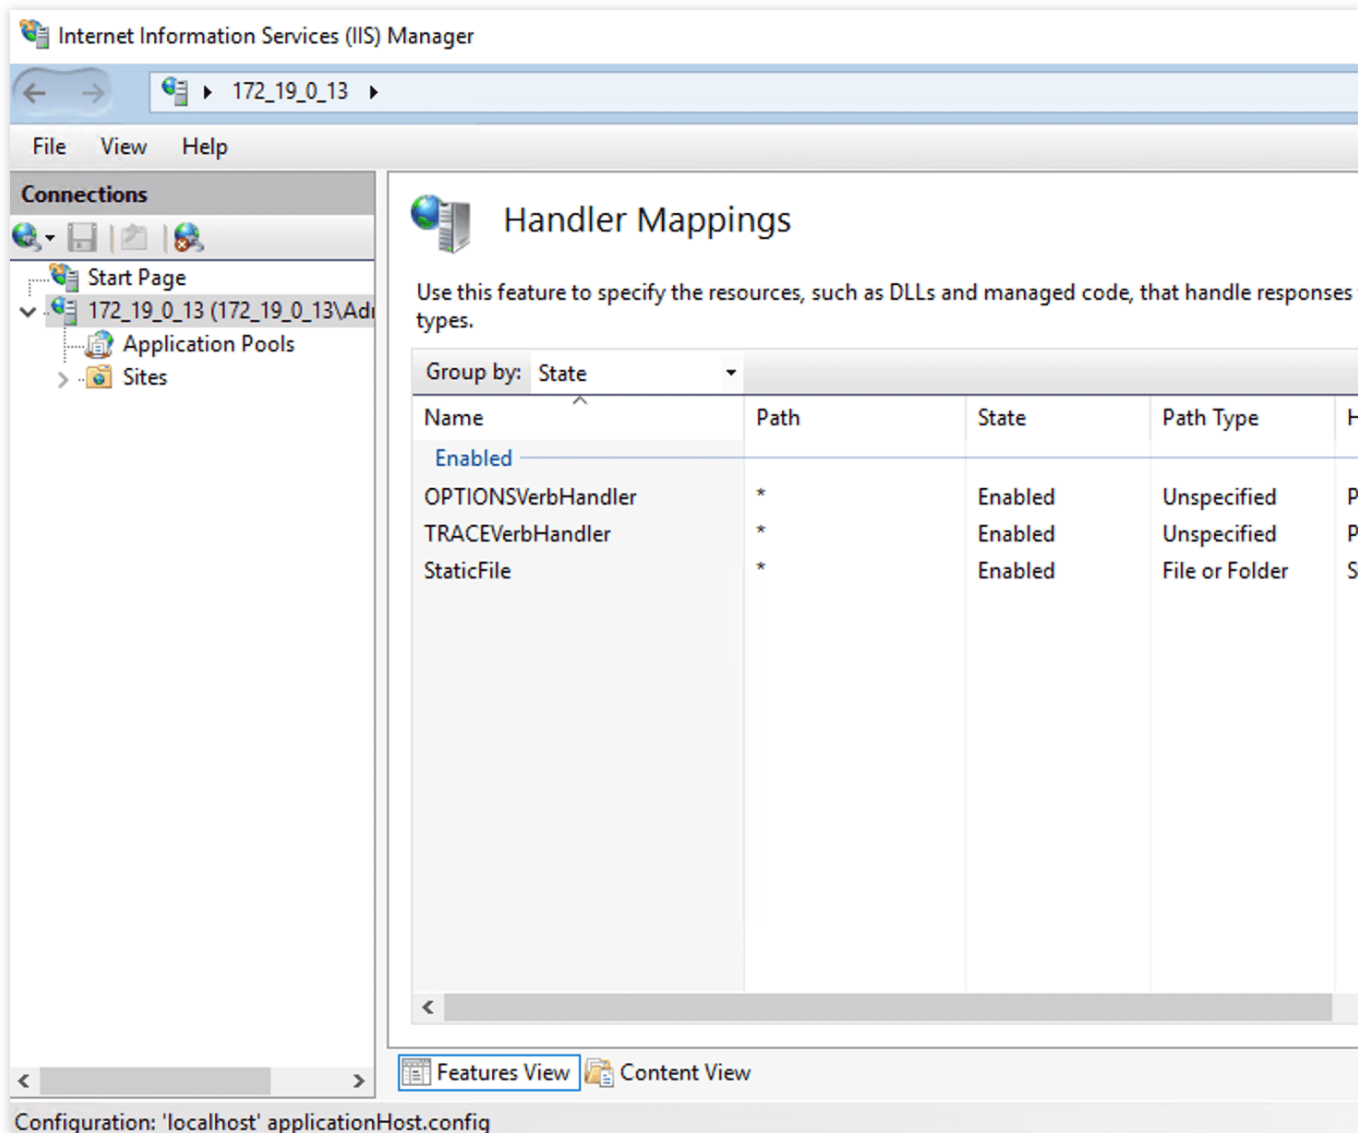 Internet Information Services (IIS) Manager
172_19_0_13
File View Help
Connections
Start Page
172_19_0_13 (172_19_0_13\Adı
Application Pools
Sites
Handler Mappings
Use this feature to specify the resources, such as DLLs and managed code, that handle responses
types.
Group by: State
Name Path State Path Type H
Enabled
OPTIONSVerbHandler * Enabled Unspecified P
TRACEVerbHandler * Enabled Unspecified P
StaticFile * Enabled File or Folder S
Features View Content View
Configuration: 'localhost' applicationHost.config